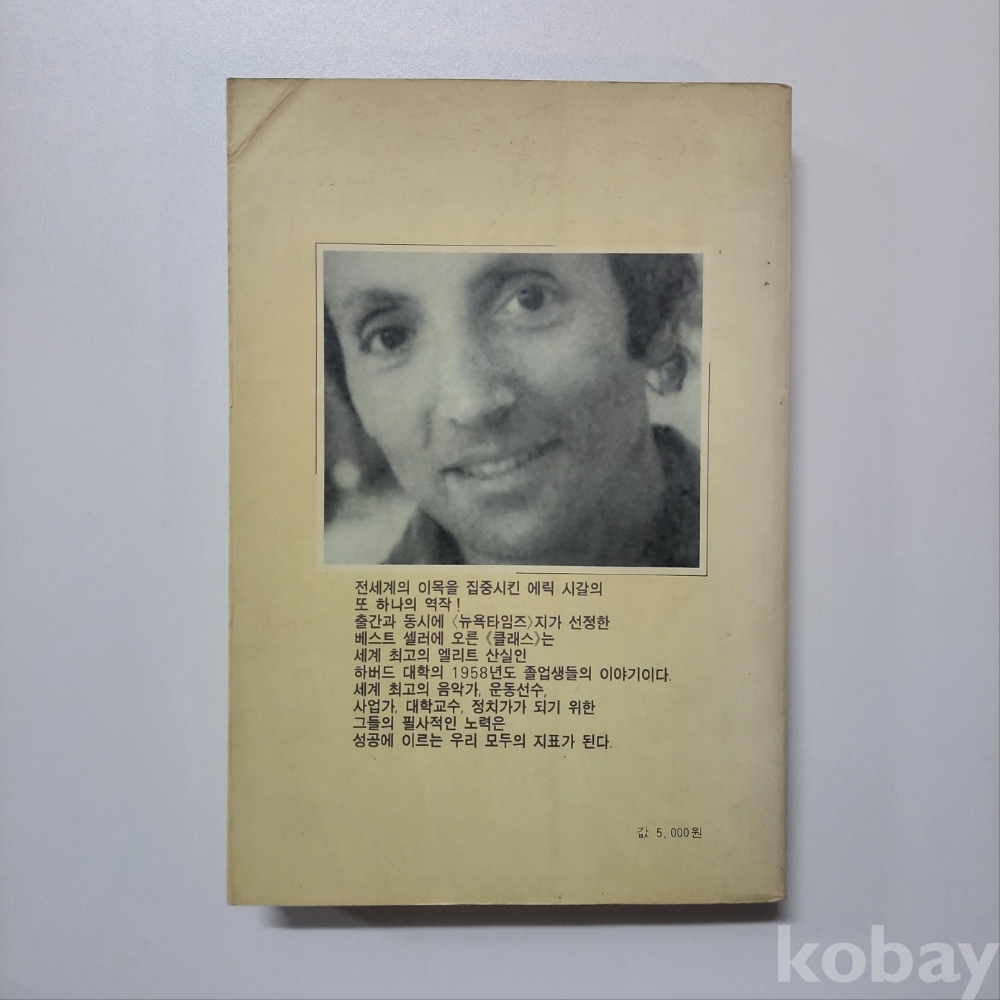 전세계의 이목을 집중시킨 에릭 시갈의
또 하나의 역작!
출간과 동시에 〈뉴욕타임즈〉지가 선정한
베스트 셀러에 오른 《클래스》는
세계 최고의 엘리트 산실인
하버드 대학의 1958년도 졸업생들의 이야기이다.
세계 최고의 음악가, 운동선수,
사업가, 대학교수, 정치가가 되기 위한
그들의 필사적인 노력은
성공에 이르는 우리 모두의 지표가 된다.
값 5,000원
kobay